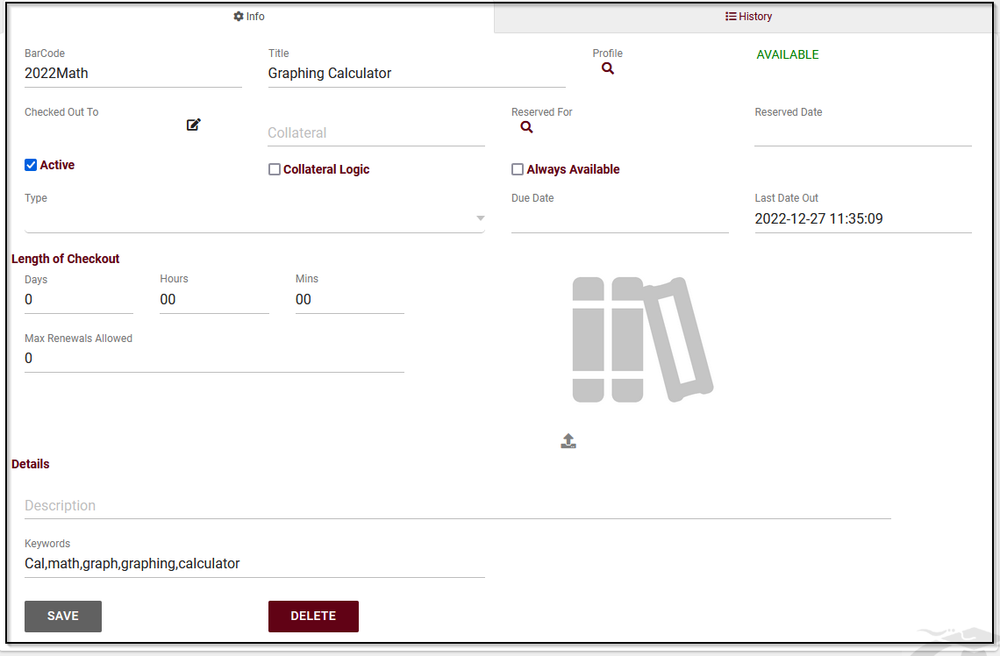 Info
History
BarCode
2022Math
Title
Graphing Calculator
Profile
AVAILABLE
Checked Out To
Collateral
Reserved For
Reserved Date
Active
Collateral Logic
Always Available
Type
Due Date
Last Date Out
2022-12-27 11:35:09
Length of Checkout
Days
0
Hours
00
Mins
00
Max Renewals Allowed
0
Details
Description
Keywords
Cal,math,graph,graphing,calculator
SAVE
DELETE